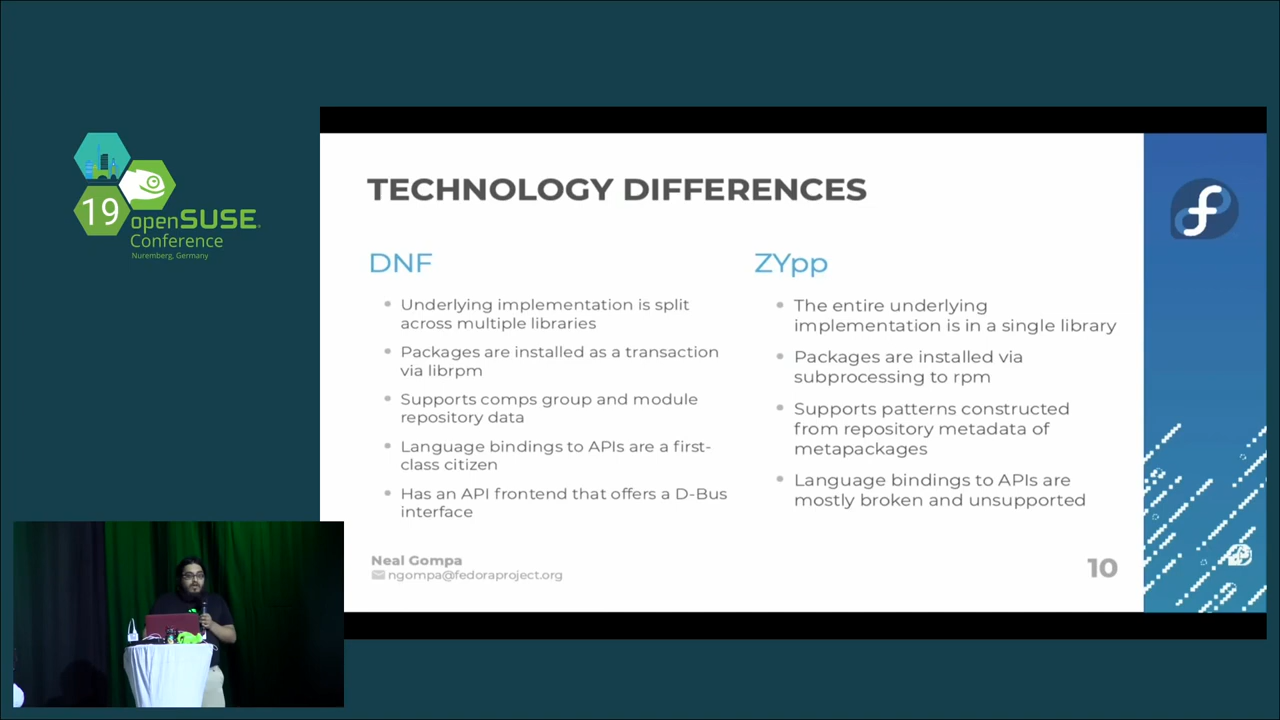 19
openSUSE
Conference
Nuremberg, Germany
TECHNOLOGY DIFFERENCES
DNF
Underlying implementation is split
across multiple libraries
Packages are installed as a transaction
via librpm
Supports comps group and module
repository data
Language bindings to APIs are a first-
class citizen
Has an API frontend that offers a D-Bus
interface
ZYpp
The entire underlying
implementation is in a single library
Packages are installed via
subprocessing to rpm
Supports patterns constructed
from repository metadata of
metapackages
Language bindings to APIs are
mostly broken and unsupported
Neal Gompa
ngompa@fedoraproject.org
10